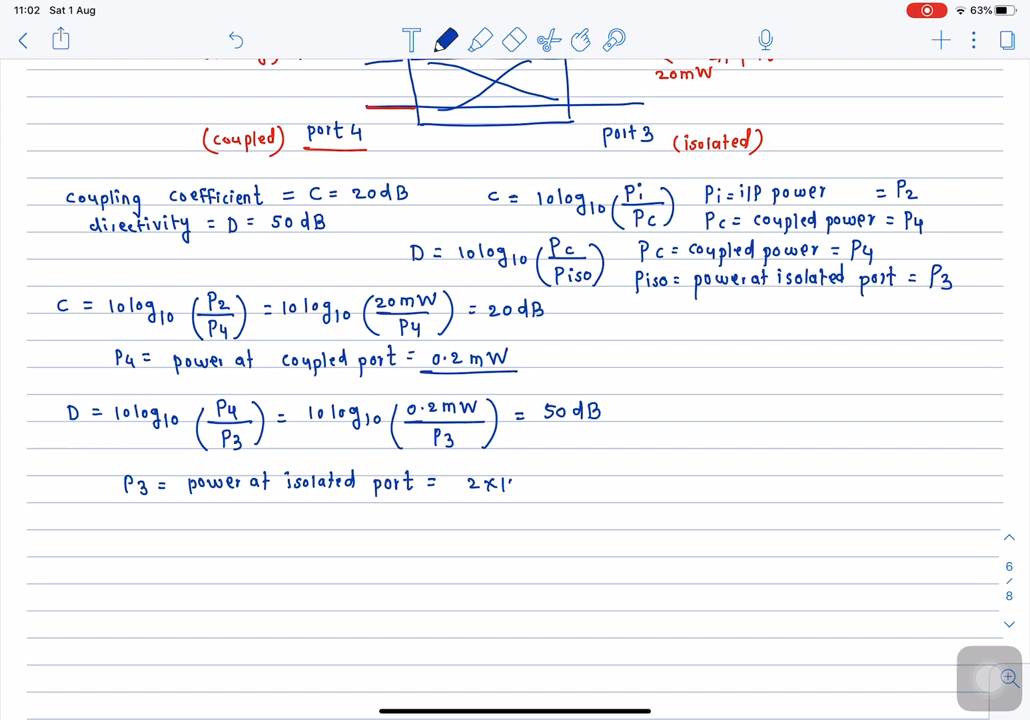 11:02 Sat 1 Aug 63%
T
20mW
(coupled) port 4 port 3 (isolated)
coupling coefficient = C = 20dB C = 10log10 (Pi/Pc) Pi = i/P power = P2
directivity = D = 50dB Pc = coupled power = P4
D = 10log10 (Pc/Piso) Pc = coupled power = P4
Piso = power at isolated port = P3
C = 10log10 (P2/P4) = 10log10 (20mW/P4) = 20dB
P4 = power at coupled port = 0.2mW
D = 10log10 (P4/P3) = 10log10 (0.2mW/P3) = 50dB
P3 = power at isolated port = 2×1
6
/
8